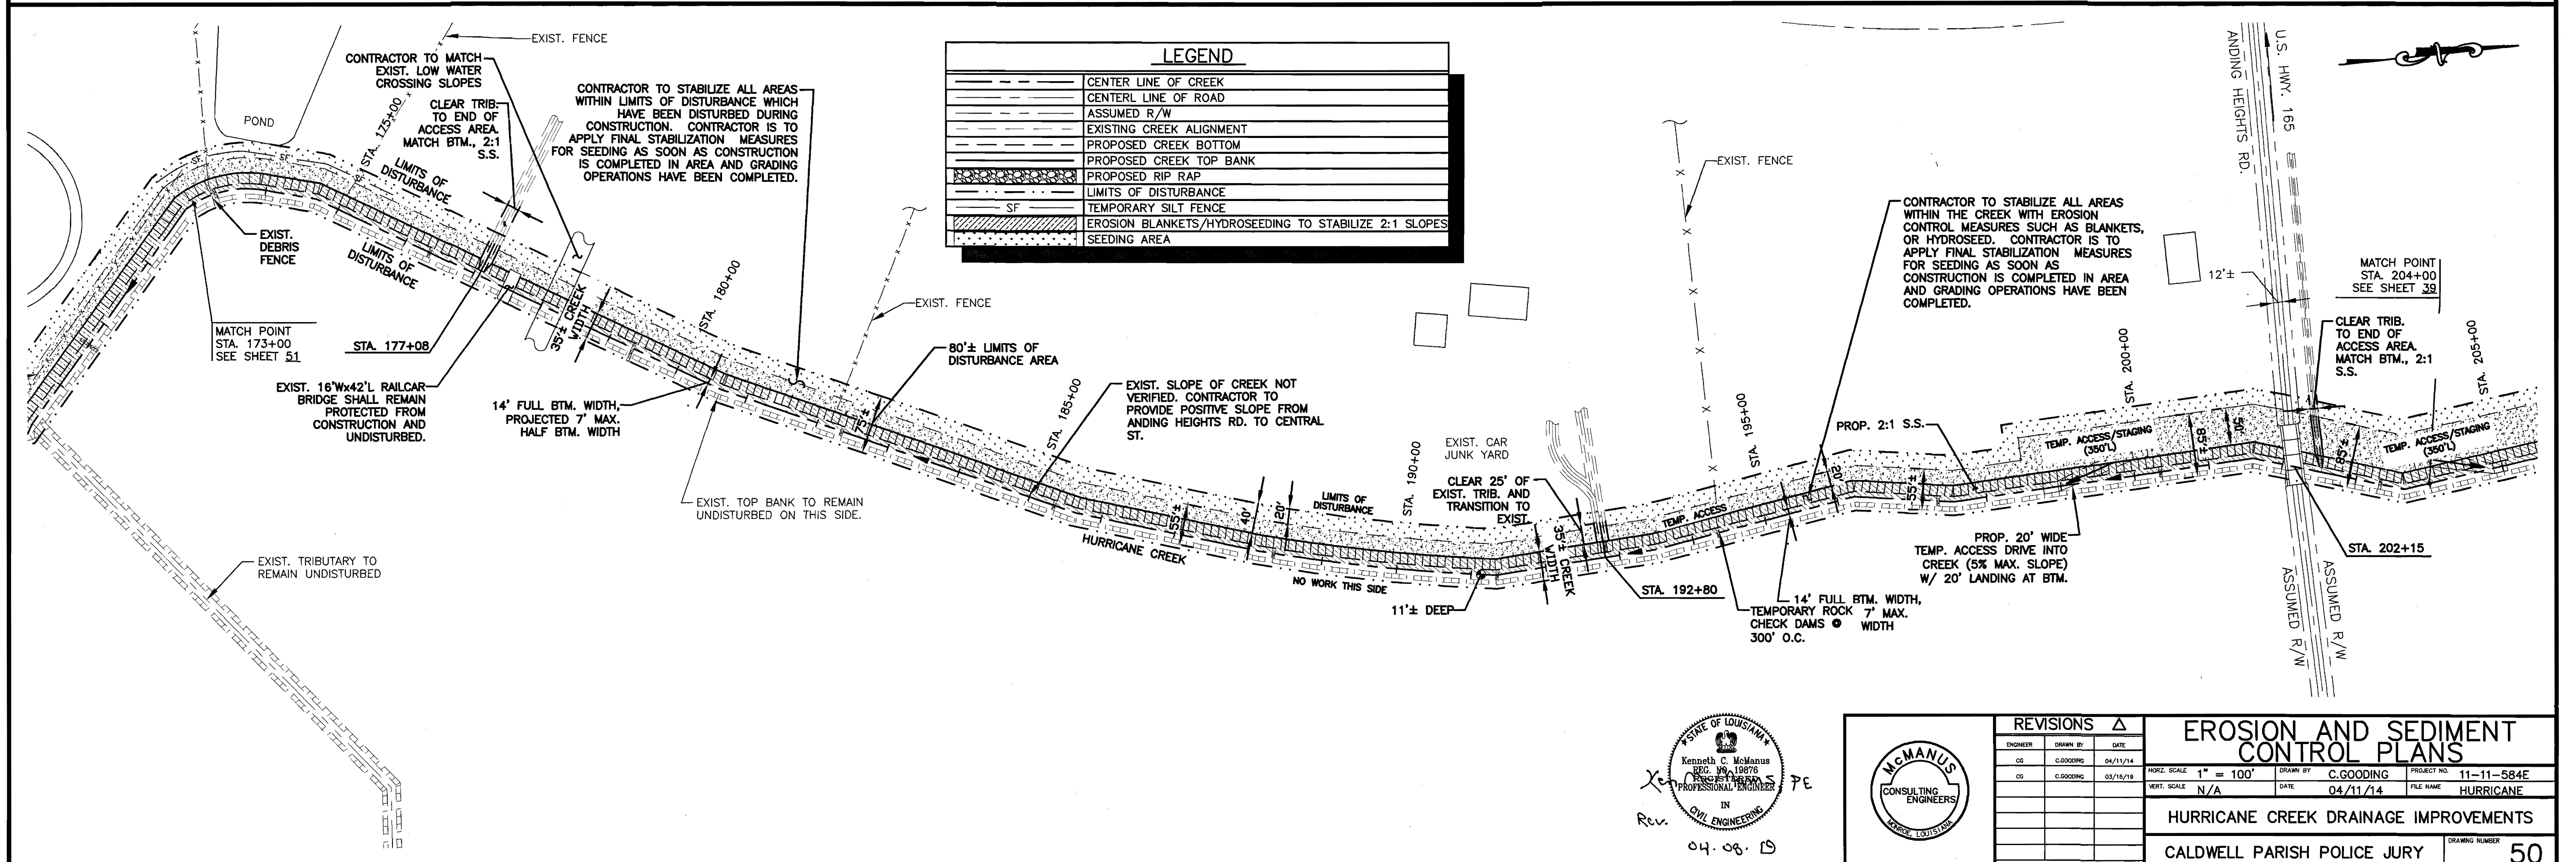 EXIST. FENCE
CONTRACTOR TO MATCH
EXIST. LOW WATER
CROSSING SLOPES
POND
STA. 175+00
CLEAR TRIB.
TO END OF
ACCESS AREA.
MATCH BTM., 2:1
S.S.
SF
SF
SF
LIMITS OF
DISTURBANCE
LIMITS OF
DISTURBANCE
EXIST.
DEBRIS
FENCE
MATCH POINT
STA. 173+00
SEE SHEET 51
STA. 177+08
EXIST. 16'Wx42'L RAILCAR
BRIDGE SHALL REMAIN
PROTECTED FROM
CONSTRUCTION AND
UNDISTURBED.
EXIST. TRIBUTARY TO
REMAIN UNDISTURBED
CONTRACTOR TO STABILIZE ALL AREAS
WITHIN LIMITS OF DISTURBANCE WHICH
HAVE BEEN DISTURBED DURING
CONSTRUCTION. CONTRACTOR IS TO
APPLY FINAL STABILIZATION MEASURES
FOR SEEDING AS SOON AS CONSTRUCTION
IS COMPLETED IN AREA AND GRADING
OPERATIONS HAVE BEEN COMPLETED.
35'± CREEK
WIDTH
STA. 180+00
14' FULL BTM. WIDTH,
PROJECTED 7' MAX.
HALF BTM. WIDTH
EXIST. TOP BANK TO REMAIN
UNDISTURBED ON THIS SIDE.
EXIST. FENCE
75'±
80'± LIMITS OF
DISTURBANCE AREA
LEGEND
CENTER LINE OF CREEK
CENTERL LINE OF ROAD
ASSUMED R/W
EXISTING CREEK ALIGNMENT
PROPOSED CREEK BOTTOM
PROPOSED CREEK TOP BANK
PROPOSED RIP RAP
LIMITS OF DISTURBANCE
SF TEMPORARY SILT FENCE
EROSION BLANKETS/HYDROSEEDING TO STABILIZE 2:1 SLOPES
SEEDING AREA
STA. 185+00
EXIST. SLOPE OF CREEK NOT
VERIFIED. CONTRACTOR TO
PROVIDE POSITIVE SLOPE FROM
ANDING HEIGHTS RD. TO CENTRAL
ST.
HURRICANE CREEK
55'±
40'
20'
LIMITS OF
DISTURBANCE
NO WORK THIS SIDE
STA. 190+00
11'± DEEP
EXIST. CAR
JUNK YARD
CLEAR 25' OF
EXIST. TRIB. AND
TRANSITION TO
EXIST.
35'± CREEK
WIDTH
STA. 192+80
EXIST. FENCE
TEMP. ACCESS
STA. 195+00
20'
TEMPORARY ROCK
CHECK DAMS @
300' O.C.
14' FULL BTM. WIDTH,
7' MAX.
WIDTH
CONTRACTOR TO STABILIZE ALL AREAS
WITHIN THE CREEK WITH EROSION
CONTROL MEASURES SUCH AS BLANKETS,
OR HYDROSEED. CONTRACTOR IS TO
APPLY FINAL STABILIZATION MEASURES
FOR SEEDING AS SOON AS
CONSTRUCTION IS COMPLETED IN AREA
AND GRADING OPERATIONS HAVE BEEN
COMPLETED.
PROP. 2:1 S.S.
55'±
TEMP. ACCESS/STAGING
(350'L)
STA. 200+00
85'±
50'
PROP. 20' WIDE
TEMP. ACCESS DRIVE INTO
CREEK (5% MAX. SLOPE)
W/ 20' LANDING AT BTM.
ANDING HEIGHTS RD.
U.S. HWY. 165
12'±
MATCH POINT
STA. 204+00
SEE SHEET 39
CLEAR TRIB.
TO END OF
ACCESS AREA.
MATCH BTM., 2:1
S.S.
STA. 205+00
85'±
TEMP. ACCESS/STAGING
(350'L)
STA. 202+15
ASSUMED R/W
ASSUMED R/W
STATE OF LOUISIANA
Kenneth C. McManus
REG. NO. 19876
REGISTERED
PROFESSIONAL ENGINEER
IN
CIVIL ENGINEERING
PE
Rev.
McMANUS
CONSULTING
ENGINEERS
MONROE, LOUISIANA
REVISIONS △
ENGINEER DRAWN BY DATE
CG C.GOODING 04/11/14
CG C.GOODING 03/15/19
EROSION AND SEDIMENT
CONTROL PLANS
HORZ. SCALE 1" = 100' DRAWN BY C.GOODING PROJECT NO. 11-11-584E
VERT. SCALE N/A DATE 04/11/14 FILE NAME HURRICANE
HURRICANE CREEK DRAINAGE IMPROVEMENTS
CALDWELL PARISH POLICE JURY
DRAWING NUMBER
50